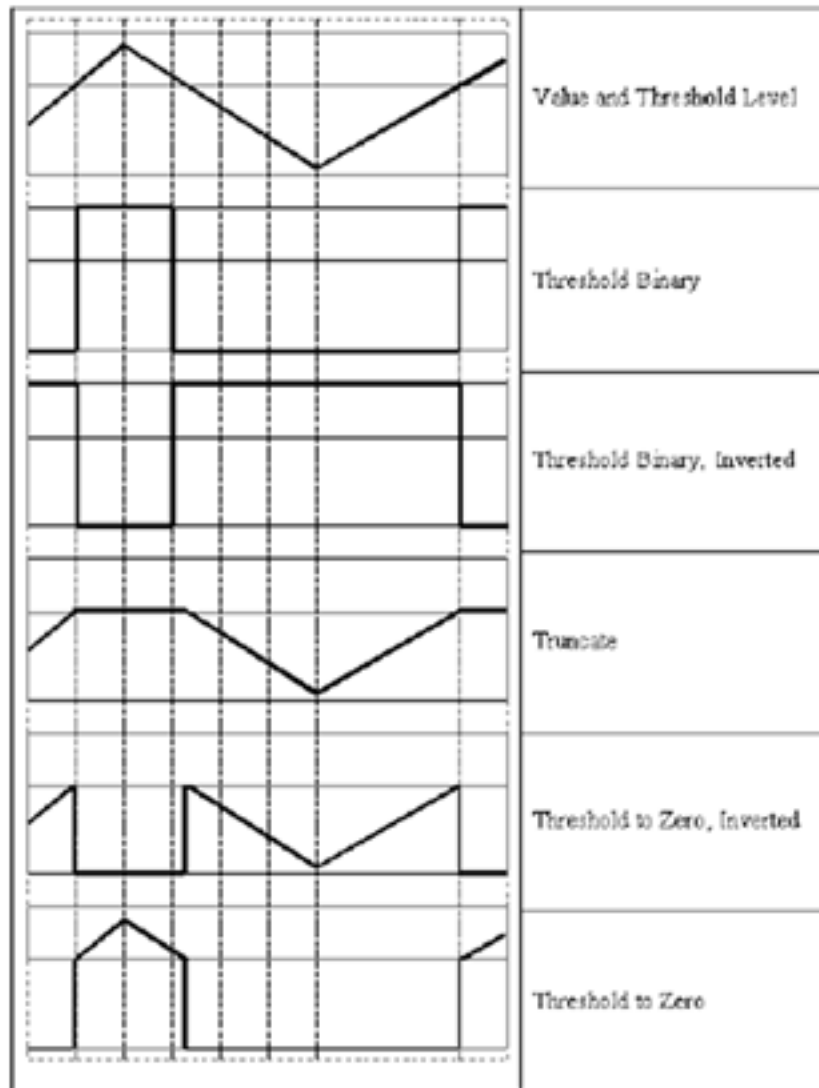 Value and Threshold Level
Threshold Binary
Threshold Binary, Inverted
Truncate
Threshold to Zero, Inverted
Threshold to Zero